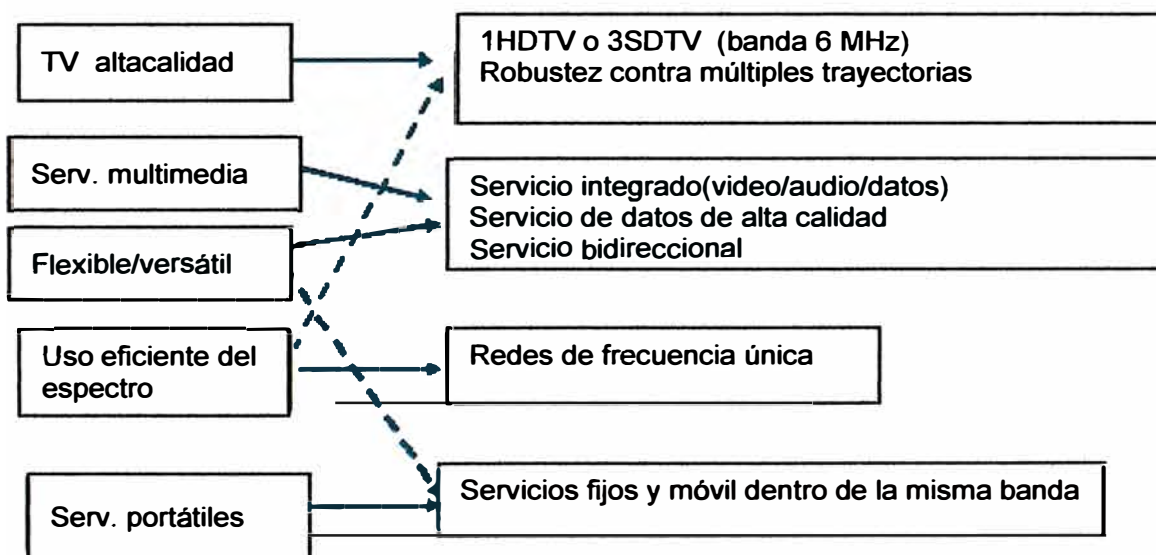 TV altacalidad
1HDTV o 3SDTV (banda 6 MHz)
Robustez contra múltiples trayectorias
Serv. multimedia
Servicio integrado(video/audio/datos)
Servicio de datos de alta calidad
Servicio bidireccional
Flexible/versátil
Uso eficiente del
espectro
Redes de frecuencia única
Serv. portátiles
Servicios fijos y móvil dentro de la misma banda